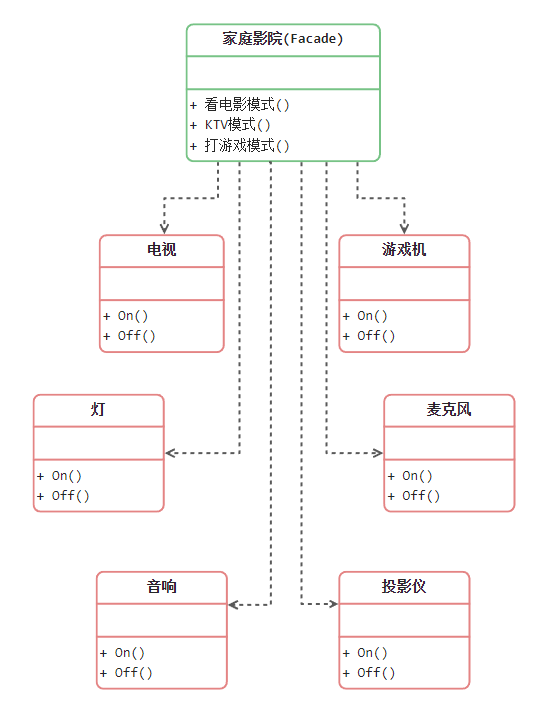 家庭影院(Facade)
+ 看电影模式()
+ KTV模式()
+ 打游戏模式()
电视
+ On()
+ Off()
游戏机
+ On()
+ Off()
灯
+ On()
+ Off()
麦克风
+ On()
+ Off()
音响
+ On()
+ Off()
投影仪
+ On()
+ Off()